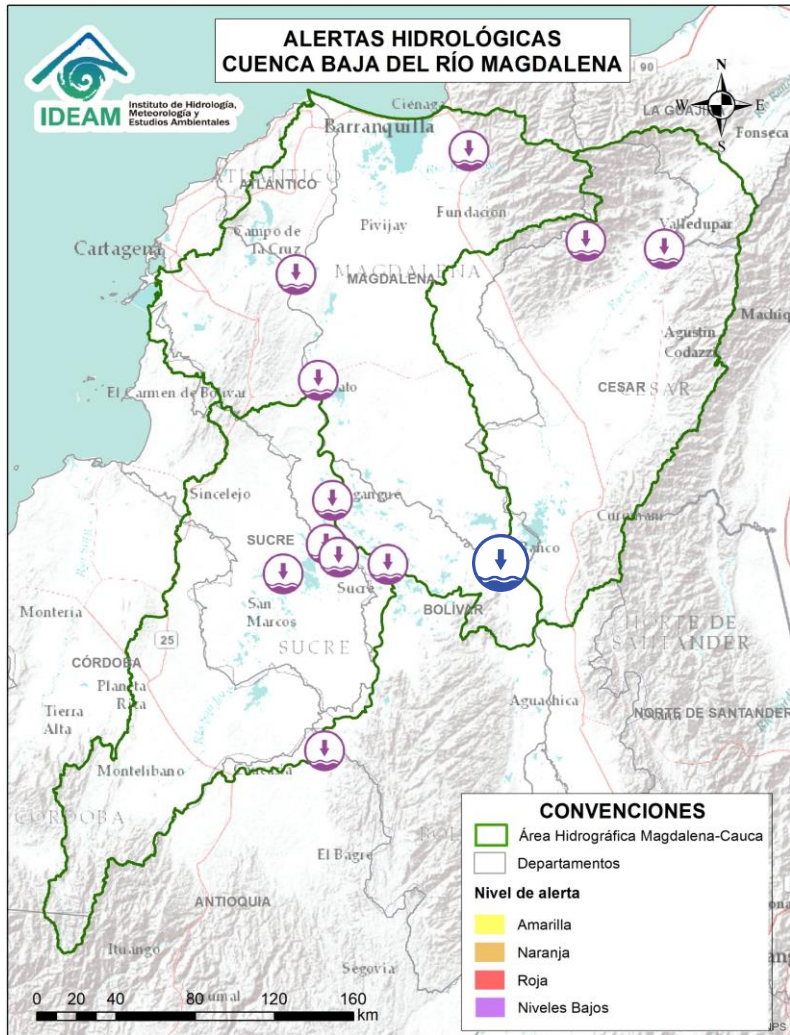 ALERTAS HIDROLÓGICAS
CUENCA BAJA DEL RÍO MAGDALENA
IDEAM
Instituto de Hidrología,
Meteorología y
Estudios Ambientales
N
W
E
S
90
LA GUAJIRA
Fonseca
Ciénaga
Barranquilla
ATLÁNTICO
ATLÁNTICO
Fundación
Pivijay
Valledupar
Campo de
la Cruz
Cartagena
MAGDALENA
MAGDALENA
Agustín
Codazzi
El Carmen de Bolívar
CESAR
CESAR
Sincelejo
Curumaní
SUCRE
Banco
Sucre
San
Marcos
BOLÍVAR
Montería
SUCRE
NORTE DE
SANTANDER
25
CÓRDOBA
Planeta
Rica
Tierra
Alta
Aguachica
NORTE DE SANTANDER
Montelíbano
CÓRDOBA
El Bagre
ANTIOQUIA
Ituango
Segovia
CONVENCIONES
Área Hidrográfica Magdalena-Cauca
Departamentos
Nivel de alerta
Amarilla
Naranja
Roja
Niveles Bajos
0 10 20 40 80 120 160
km